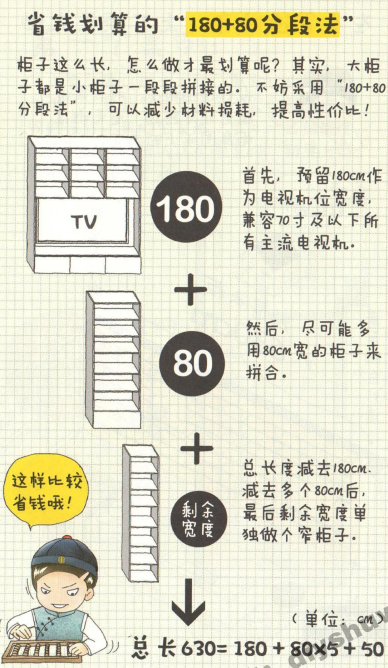 省钱划算的“180+80分段法”
柜子这么长，怎么做才最划算呢？其实，大柜
子都是小柜子一段段拼接的。不妨采用“180+80
分段法”，可以减少材料损耗，提高性价比！
TV
180
首先，预留180cm作
为电视机位宽度，
兼容70寸及以下所
有主流电视机。
+
80
然后，尽可能多
用80cm宽的柜子来
拼合。
+
剩余
宽度
总长度减去180cm.
减去多个80cm后，
最后剩余宽度单
独做个窄柜子。
这样比较
省钱哦！
（单位：cm）
总长630=180+80×5+50